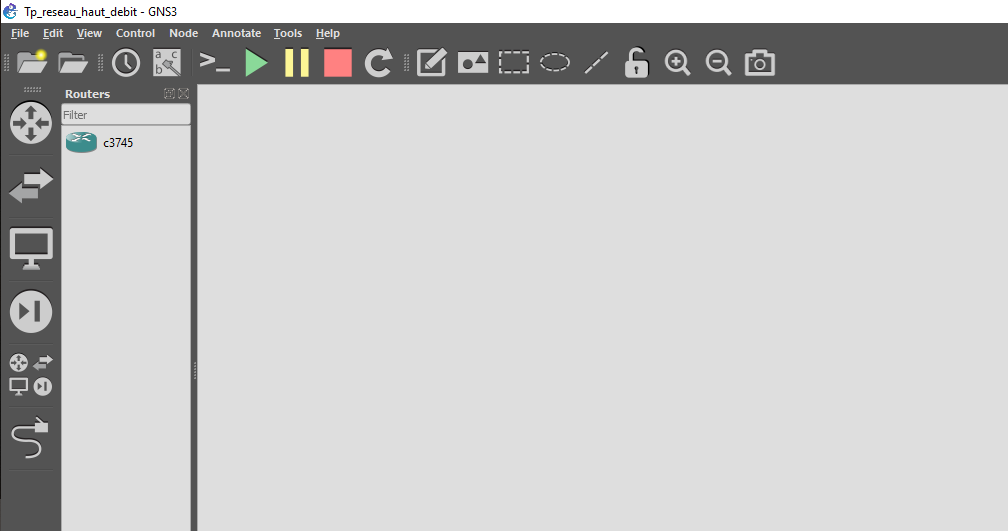 Tp_reseau_haut_debit - GNS3
File Edit View Control Node Annotate Tools Help
a c
b
>_
Routers
Filter
c3745